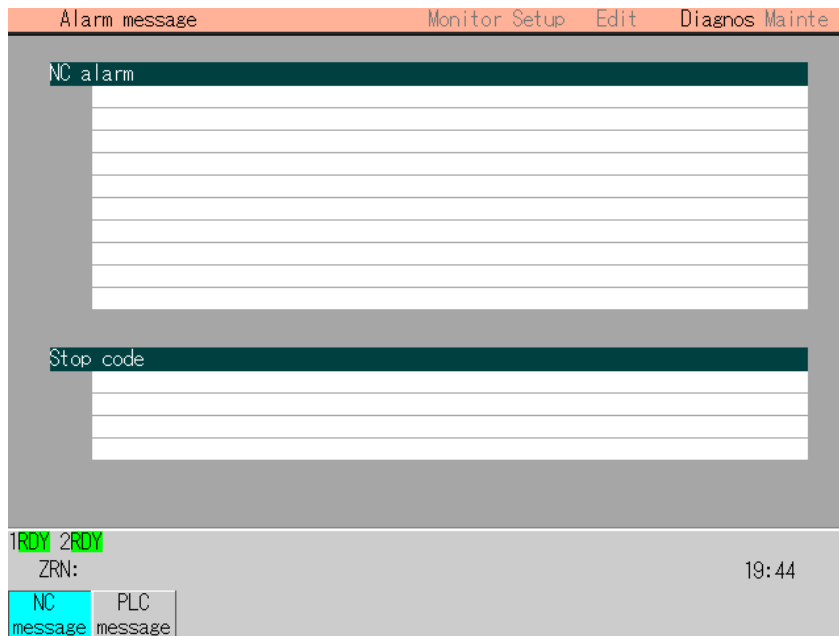 Alarm message Monitor Setup Edit Diagnos Mainte
NC alarm
Stop code
1RDY 2RDY
ZRN: 19:44
NC PLC
message message